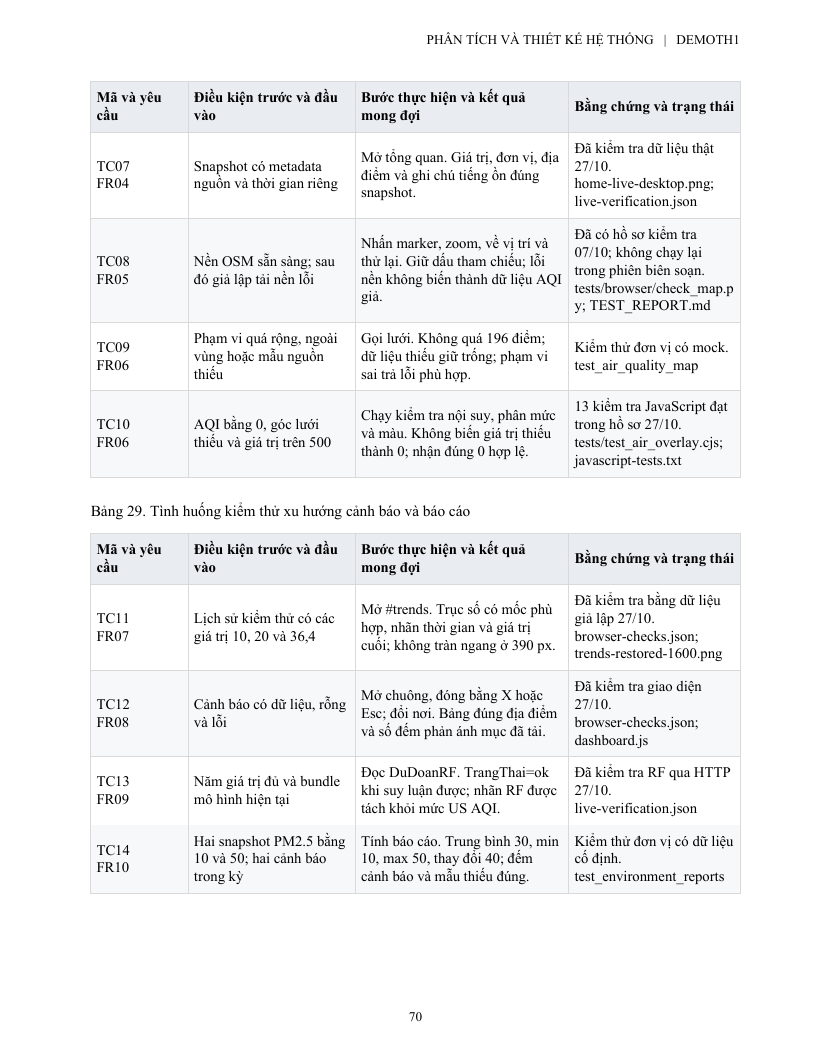 PHÂN TÍCH VÀ THIẾT KẾ HỆ THỐNG | DEMOTH1
Mã và yêu
cầu
Điều kiện trước và đầu
vào
Bước thực hiện và kết quả
mong đợi
Bằng chứng và trạng thái
TC07
FR04
Snapshot có metadata
nguồn và thời gian riêng
Mở tổng quan. Giá trị, đơn vị, địa
điểm và ghi chú tiếng ồn đúng
snapshot.
Đã kiểm tra dữ liệu thật
27/10.
home-live-desktop.png;
live-verification.json
TC08
FR05
Nền OSM sẵn sàng; sau
đó giả lập tải nền lỗi
Nhấn marker, zoom, về vị trí và
thử lại. Giữ dấu tham chiếu; lỗi
nền không biến thành dữ liệu AQI
giả.
Đã có hồ sơ kiểm tra
07/10; không chạy lại
trong phiên biên soạn.
tests/browser/check_map.p
y; TEST_REPORT.md
TC09
FR06
Phạm vi quá rộng, ngoài
vùng hoặc mẫu nguồn
thiếu
Gọi lưới. Không quá 196 điểm;
dữ liệu thiếu giữ trống; phạm vi
sai trả lỗi phù hợp.
Kiểm thử đơn vị có mock.
test_air_quality_map
TC10
FR06
AQI bằng 0, góc lưới
thiếu và giá trị trên 500
Chạy kiểm tra nội suy, phân mức
và màu. Không biến giá trị thiếu
thành 0; nhận đúng 0 hợp lệ.
13 kiểm tra JavaScript đạt
trong hồ sơ 27/10.
tests/test_air_overlay.cjs;
javascript-tests.txt
Bảng 29. Tình huống kiểm thử xu hướng cảnh báo và báo cáo
Mã và yêu
cầu
Điều kiện trước và đầu
vào
Bước thực hiện và kết quả
mong đợi
Bằng chứng và trạng thái
TC11
FR07
Lịch sử kiểm thử có các
giá trị 10, 20 và 36,4
Mở #trends. Trục số có mốc phù
hợp, nhãn thời gian và giá trị
cuối; không tràn ngang ở 390 px.
Đã kiểm tra bằng dữ liệu
giả lập 27/10.
browser-checks.json;
trends-restored-1600.png
TC12
FR08
Cảnh báo có dữ liệu, rỗng
và lỗi
Mở chuông, đóng bằng X hoặc
Esc; đổi nơi. Bảng đúng địa điểm
và số đếm phản ánh mục đã tải.
Đã kiểm tra giao diện
27/10.
browser-checks.json;
dashboard.js
TC13
FR09
Năm giá trị đủ và bundle
mô hình hiện tại
Đọc DuDoanRF. TrangThai=ok
khi suy luận được; nhãn RF được
tách khỏi mức US AQI.
Đã kiểm tra RF qua HTTP
27/10.
live-verification.json
TC14
FR10
Hai snapshot PM2.5 bằng
10 và 50; hai cảnh báo
trong kỳ
Tính báo cáo. Trung bình 30, min
10, max 50, thay đổi 40; đếm
cảnh báo và mẫu thiếu đúng.
Kiểm thử đơn vị có dữ liệu
cố định.
test_environment_reports
70